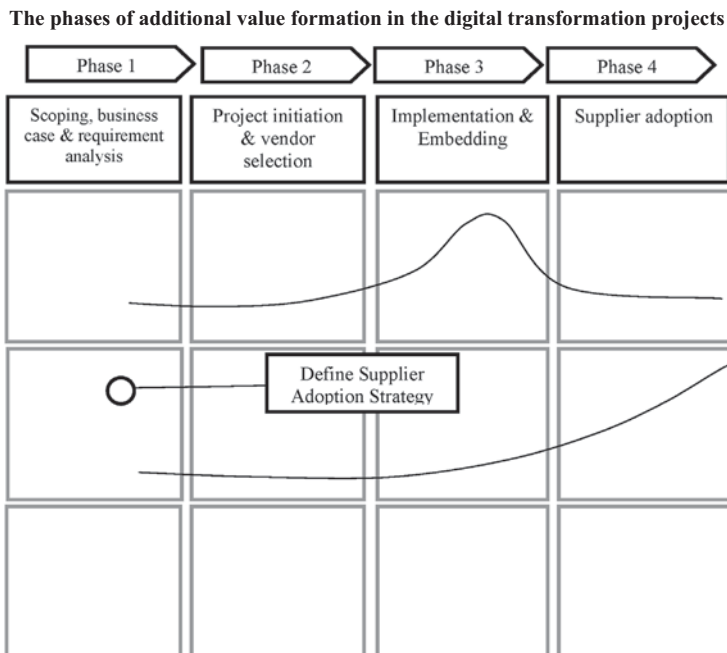 The phases of additional value formation in the digital transformation projects
Phase 1
Phase 2
Phase 3
Phase 4
Scoping, business
case & requirement
analysis
Project initiation
& vendor
selection
Implementation &
Embedding
Supplier adoption
Define Supplier
Adoption Strategy